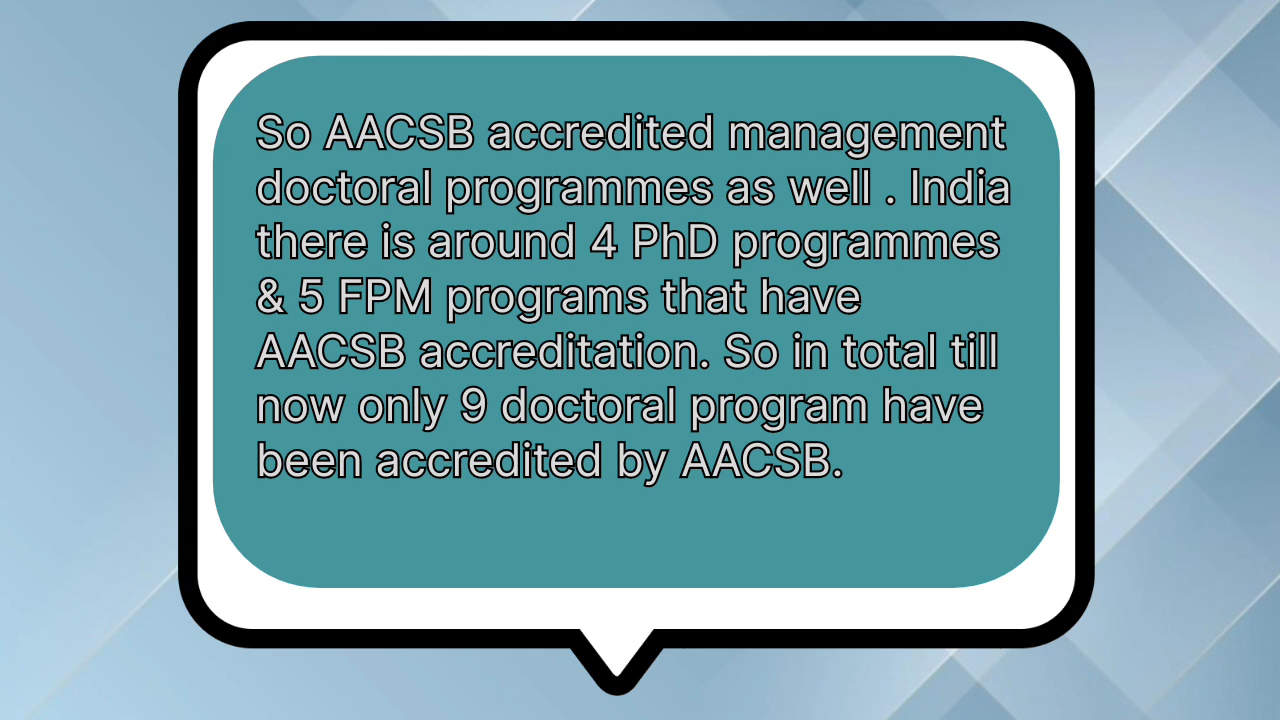 So AACSB accredited management
doctoral programmes as well . India
there is around 4 PhD programmes
& 5 FPM programs that have
AACSB accreditation. So in total till
now only 9 doctoral program have
been accredited by AACSB.